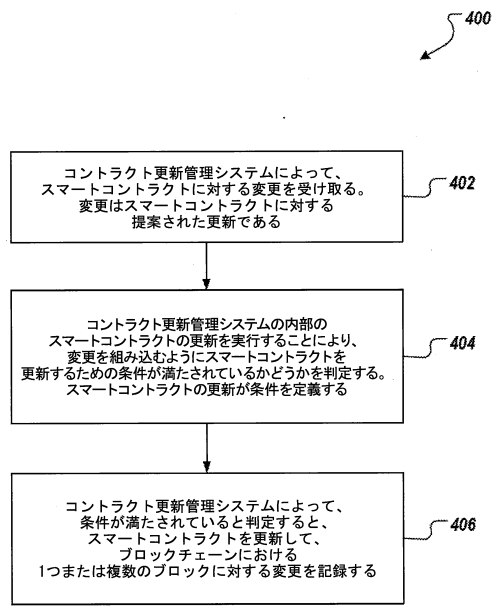 400
コントラクト更新管理システムによって、
スマートコントラクトに対する変更を受け取る。
変更はスマートコントラクトに対する
提案された更新である
402
コントラクト更新管理システムの内部の
スマートコントラクトの更新を実行することにより、
変更を組み込むようにスマートコントラクトを
更新するための条件が満たされているかどうかを判定する。
スマートコントラクトの更新が条件を定義する
404
コントラクト更新管理システムによって、
条件が満たされていると判定すると、
スマートコントラクトを更新して、
ブロックチェーンにおける
1つまたは複数のブロックに対する変更を記録する
406